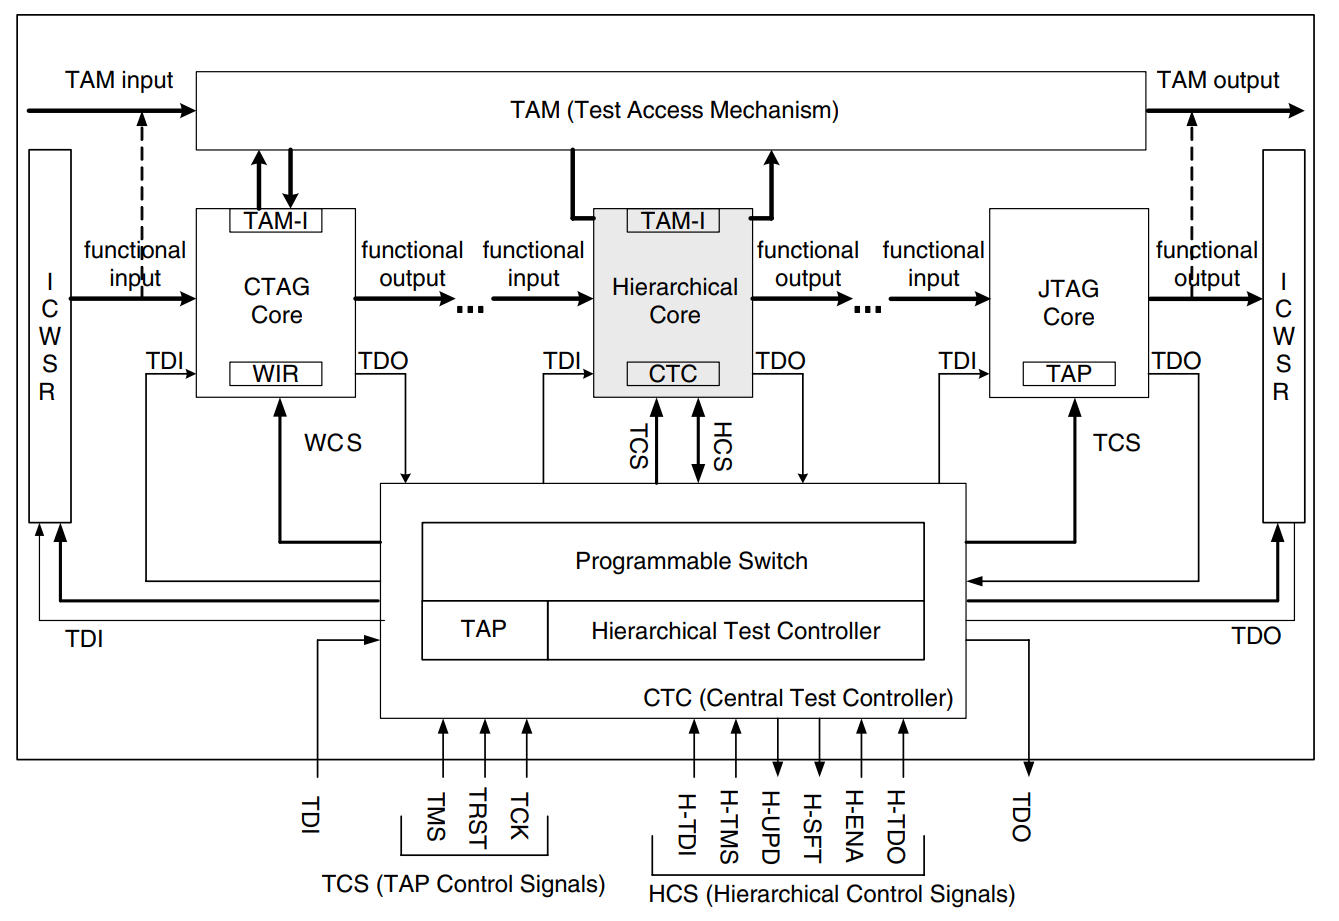 TAM input
TAM (Test Access Mechanism)
TAM output
TAM-I
TAM-I
functional
input
functional
output
functional
input
functional
output
functional
input
functional
output
I
C
W
S
R
CTAG
Core
...
Hierarchical
Core
...
JTAG
Core
I
C
W
S
R
TDI
WIR
TDO
TDI
CTC
TDO
TDI
TAP
TDO
WCS
TCS
HCS
TCS
Programmable Switch
TAP
Hierarchical Test Controller
TDI
TDO
CTC (Central Test Controller)
TDI
TMS
TRST
TCK
H-TDI
H-TMS
H-UPD
H-SFT
H-ENA
H-TDO
TDO
TCS (TAP Control Signals)
HCS (Hierarchical Control Signals)